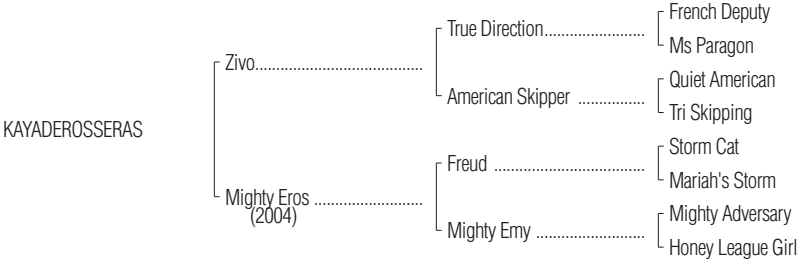 French Deputy
True Direction........................
Ms Paragon
Zivo........................................
Quiet American
American Skipper ................
Tri Skipping
KAYADEROSSERAS
Storm Cat
Freud ....................................
Mariah's Storm
Mighty Eros ..........................
(2004)
Mighty Adversary
Mighty Emy ..........................
Honey League Girl